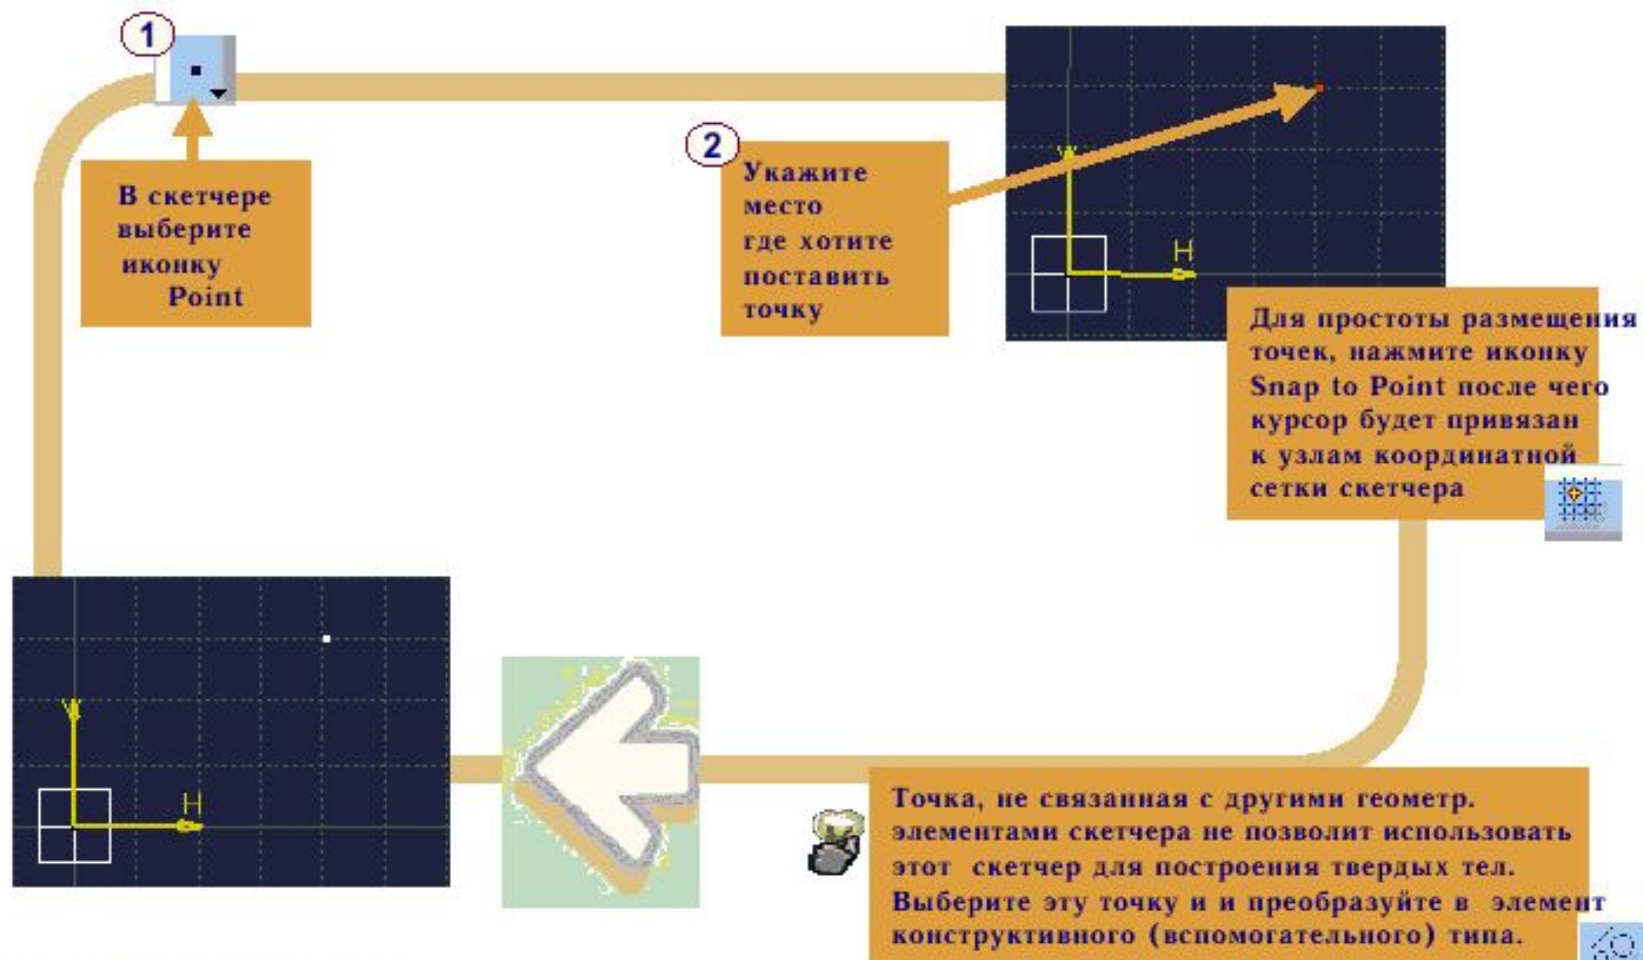 1
В скетчере
выберите
иконку
Point
2
Укажите
место
где хотите
поставить
точку
V
H
Для простоты размещения
точек, нажмите иконку
Snap to Point после чего
курсор будет привязан
к узлам координатной
сетки скетчера
V
H
Точка, не связанная с другими геометр.
элементами скетчера не позволит использовать
этот скетчер для построения твердых тел.
Выберите эту точку и и преобразуйте в элемент
конструктивного (вспомогательного) типа.